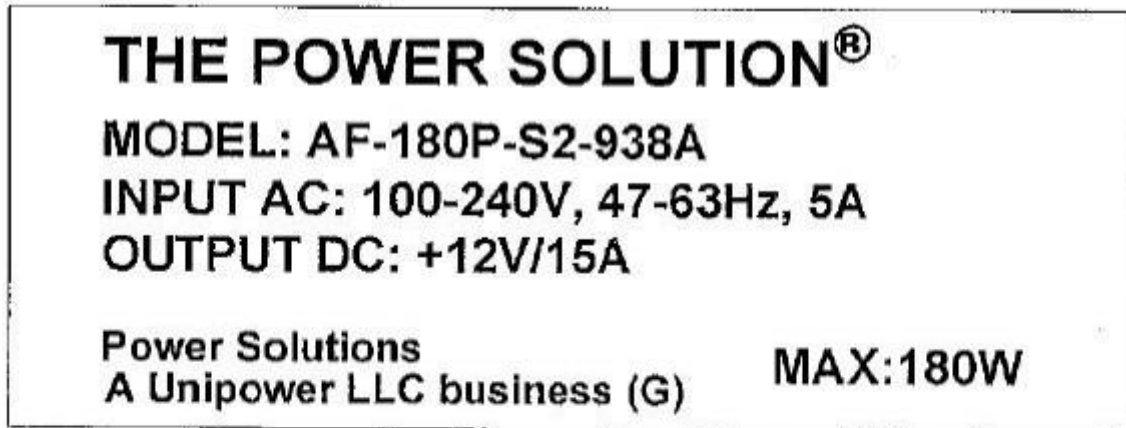 THE POWER SOLUTION®
MODEL: AF-180P-S2-938A
INPUT AC: 100-240V, 47-63Hz, 5A
OUTPUT DC: +12V/15A
Power Solutions
A Unipower LLC business (G)
MAX:180W